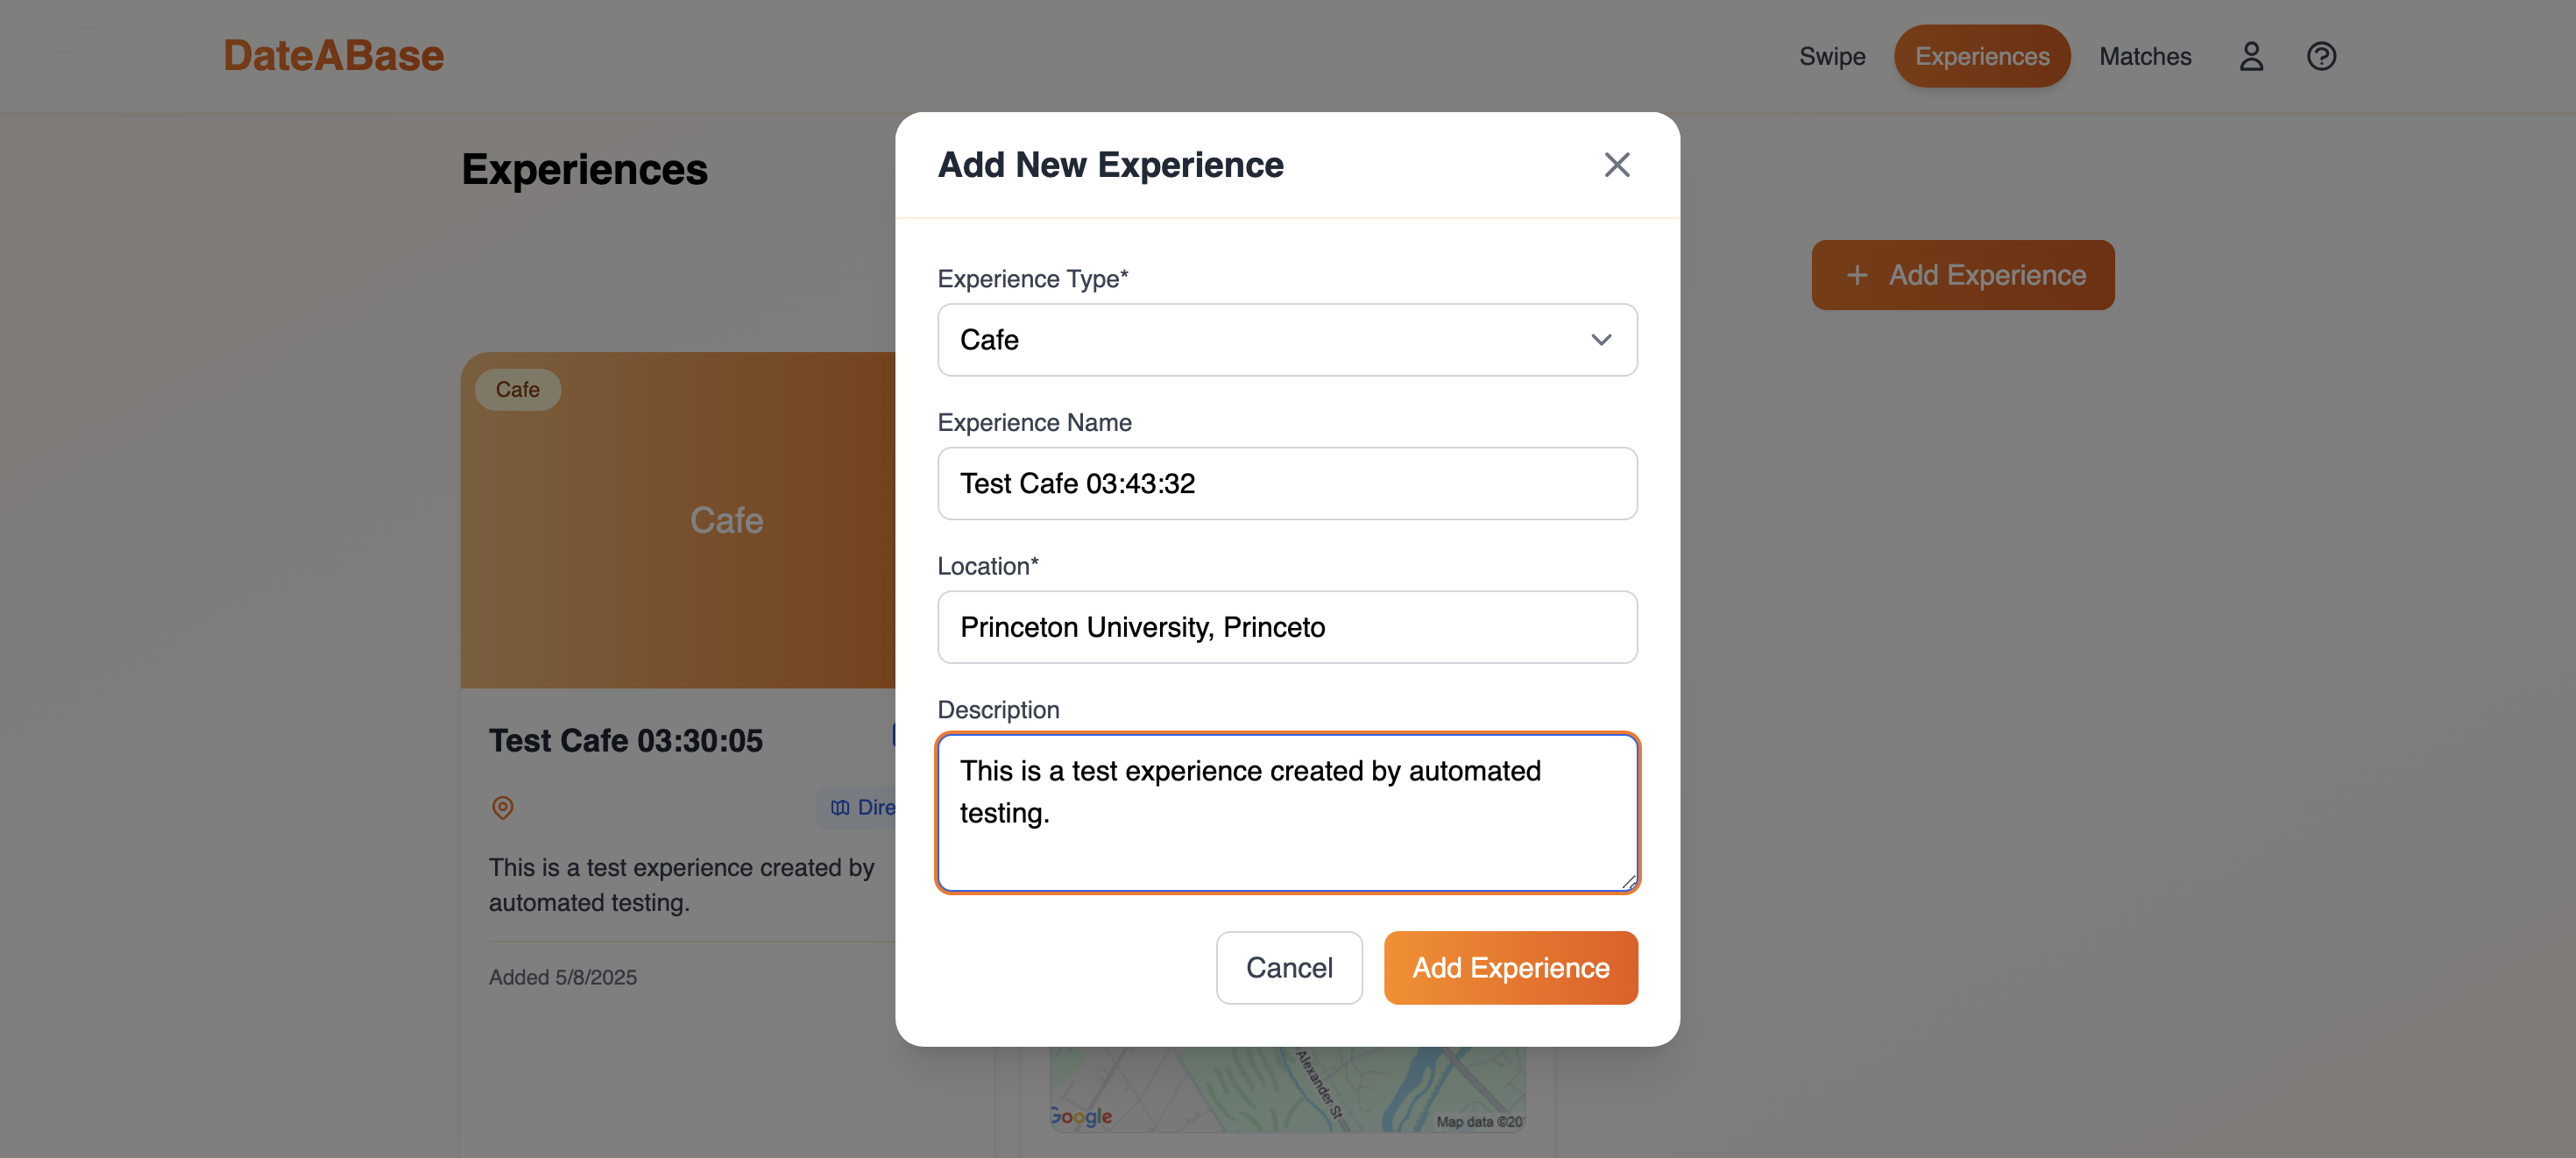 DateABase
Swipe
Experiences
Matches
Experiences
Add Experience
Cafe
Cafe
Test Cafe 03:30:05
This is a test experience created by
automated testing.
Added 5/8/2025
Add New Experience
Experience Type*
Cafe
Experience Name
Test Cafe 03:43:32
Location*
Princeton University, Princeto
Description
This is a test experience created by automated
testing.
Cancel
Add Experience
Alexander St
Google
Map data ©20